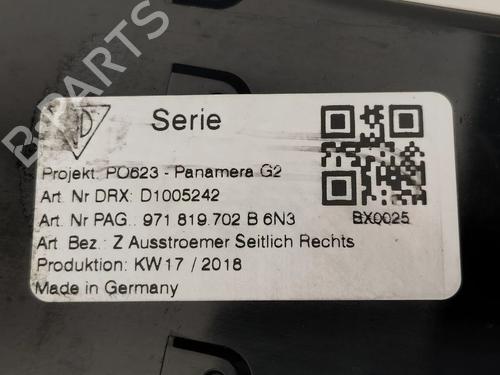 B-PARTS
D
Serie
Projekt. PO623 - Panamera G2
Art. Nr DRX: D1005242
Art. Nr PAG.. 971 819 702 B 6N3
BX0025
Art. Bez.: Z Ausstroemer Seitlich Rechts
Produktion: KW17 / 2018
Made in Germany